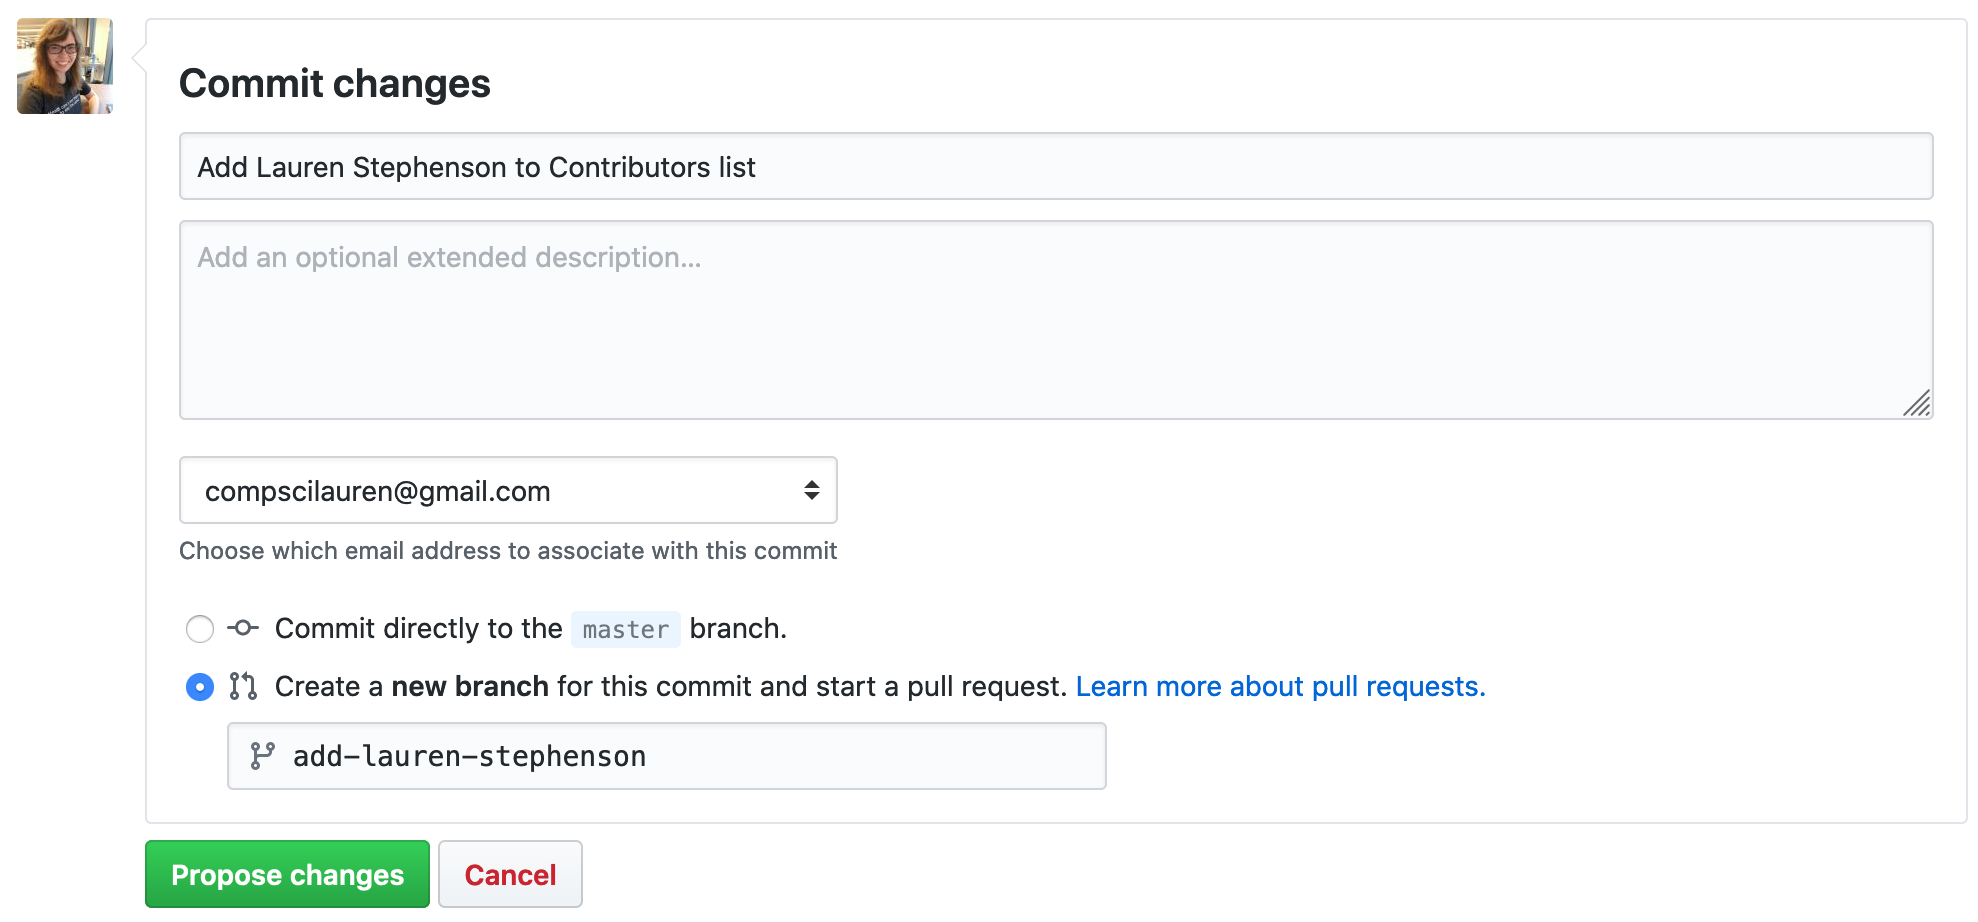 Commit changes
Add Lauren Stephenson to Contributors list
Add an optional extended description...
compscilauren@gmail.com
Choose which email address to associate with this commit
Commit directly to the master branch.
Create a new branch for this commit and start a pull request. Learn more about pull requests.
add-lauren-stephenson
Propose changes Cancel